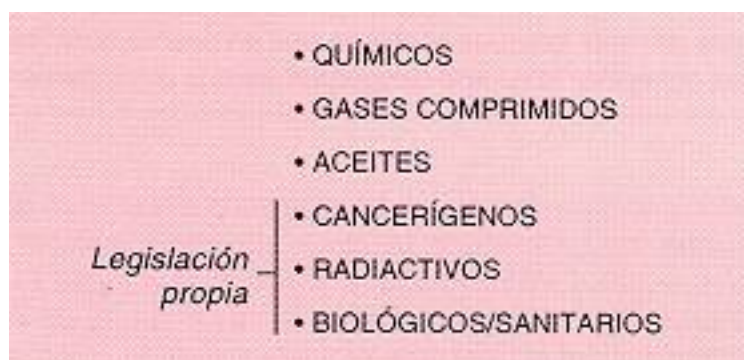 • QUÍMICOS
• GASES COMPRIMIDOS
• ACEITES
• CANCERÍGENOS
Legislación
propia
• RADIACTIVOS
• BIOLÓGICOS/SANITARIOS